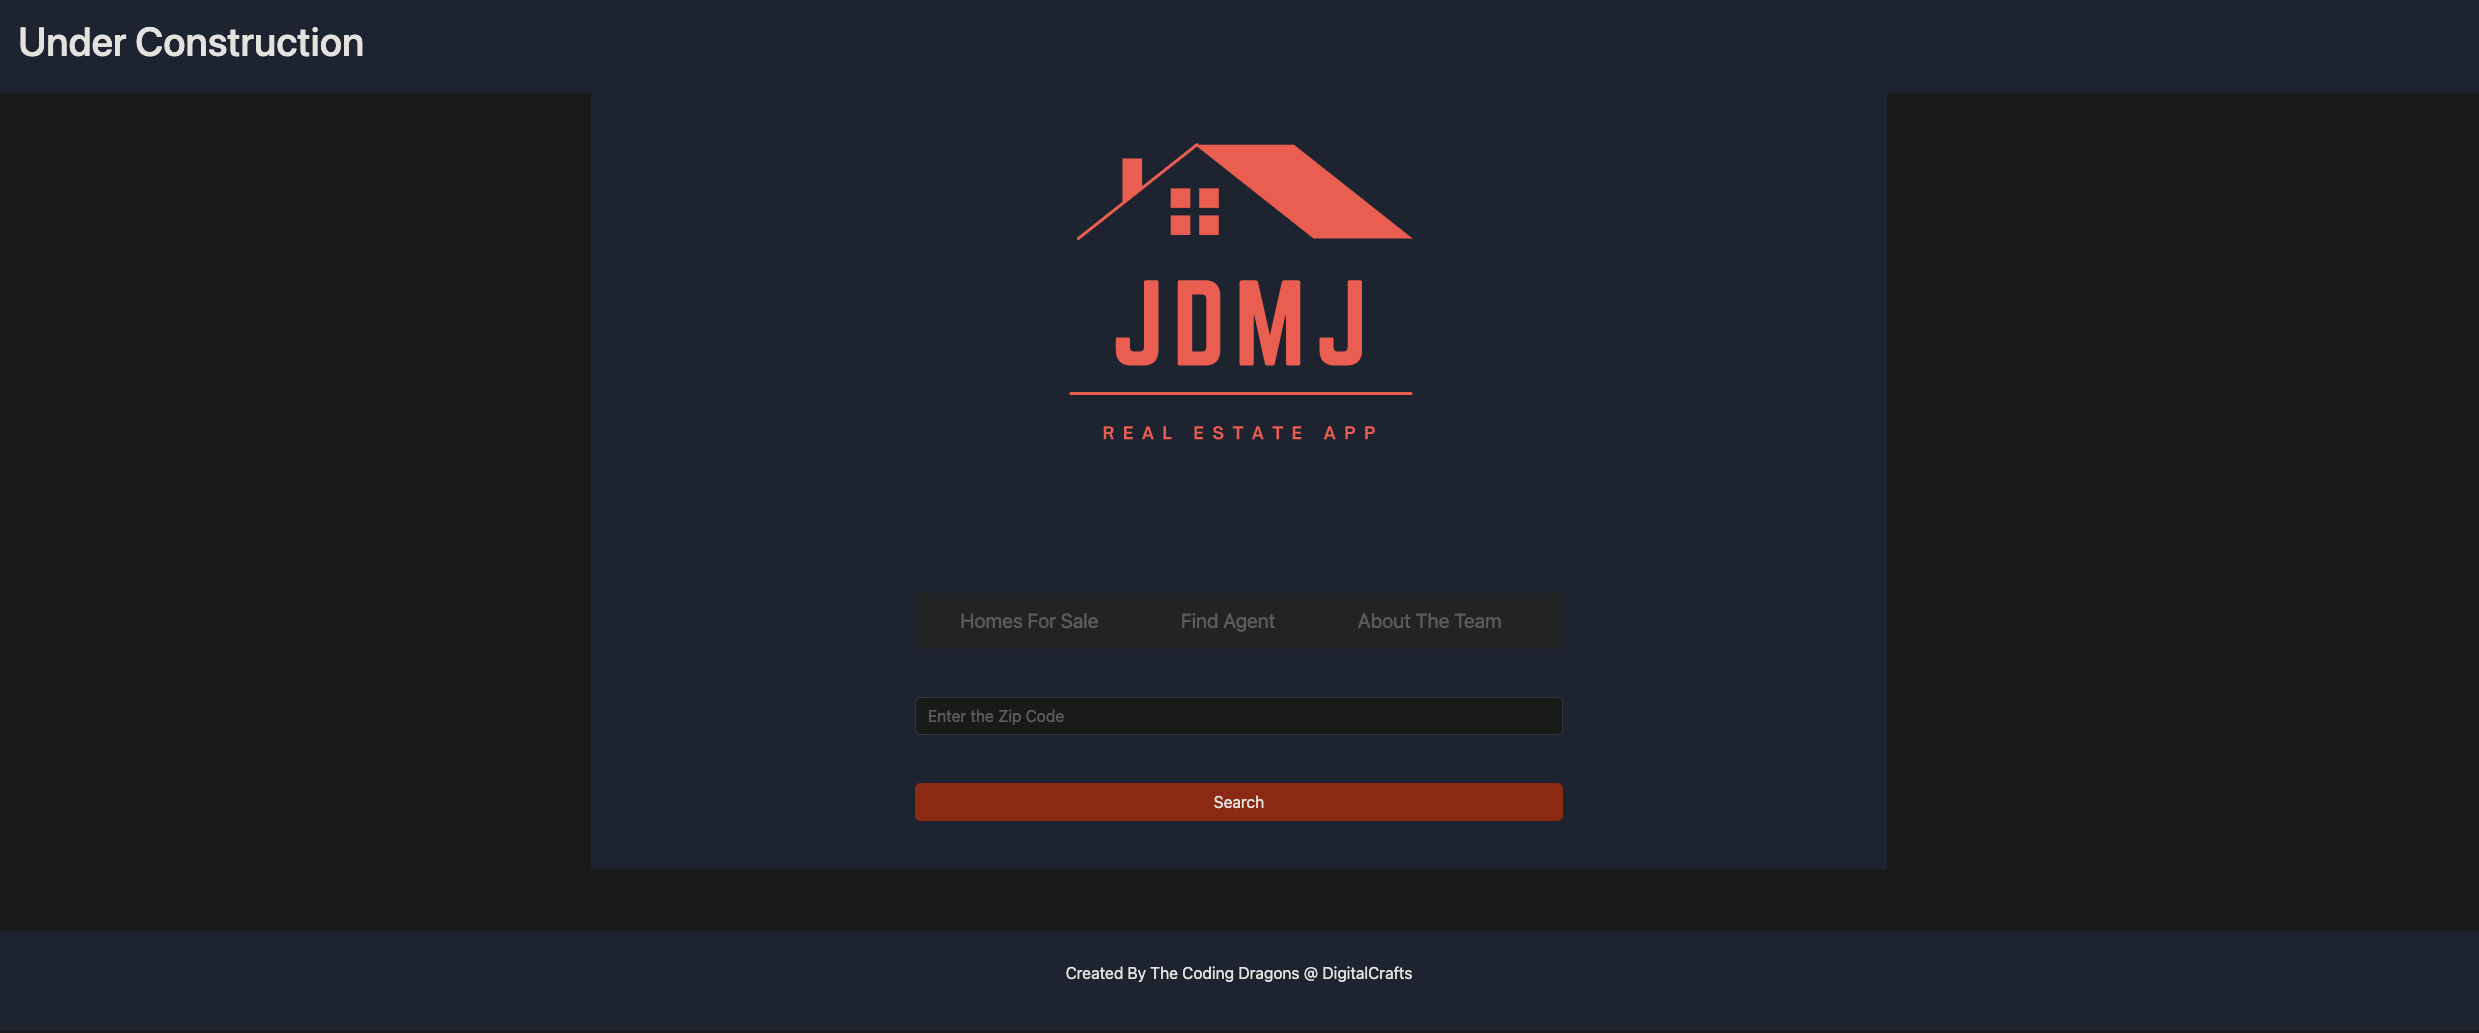 Under Construction
JDMJ
REAL ESTATE APP
Homes For Sale Find Agent About The Team
Enter the Zip Code
Search
Created By The Coding Dragons @ DigitalCrafts